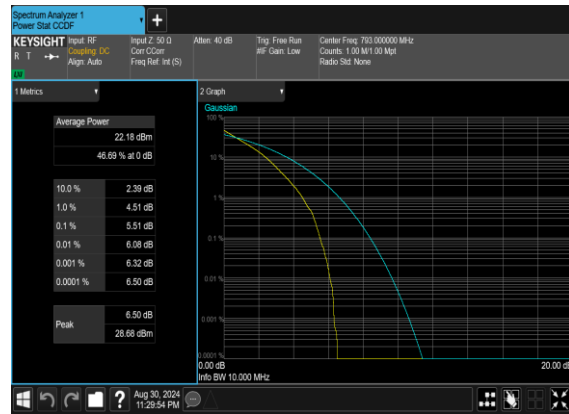 Spectrum Analyzer 1
Power Stat CCDF
KEYSIGHT
R T
LM
Input: RF
Coupling: DC
Align: Auto
Input Z: 50 Ω
Corr CCorr
Freq Ref: Int (S)
Atten: 40 dB
Trig: Free Run
#IF Gain: Low
Center Freq: 793.000000 MHz
Counts: 1.00 M/1.00 Mpt
Radio Std: None
1 Metrics
Average Power
22.18 dBm
46.69 % at 0 dB
10.0 % 2.39 dB
1.0 % 4.51 dB
0.1 % 5.51 dB
0.01 % 6.08 dB
0.001 % 6.32 dB
0.0001 % 6.50 dB
Peak 6.50 dB
28.68 dBm
2 Graph
Gaussian
100 %
10 %
1 %
0.1 %
0.01 %
0.001 %
0.0001 %
0.00 dB
20.00 dB
Info BW 10.000 MHz
?
Aug 30, 2024
11:29:54 PM